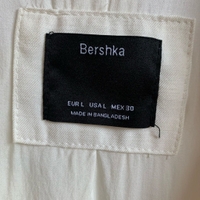 Bershka
EUR L USA L MEX 30
MADE IN BANGLADESH